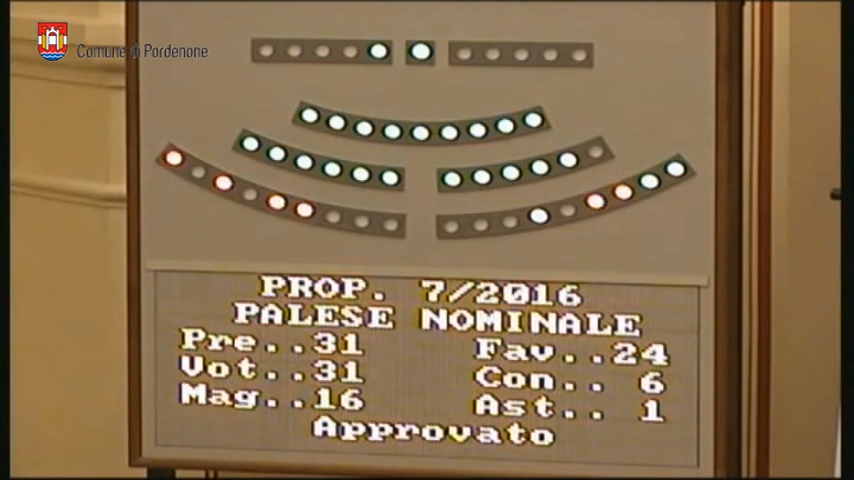 Comune di Pordenone
PROP. 7/2016
PALESE NOMINALE
Pre..31 Fav..24
Vot..31 Con.. 6
Mag..16 Ast.. 1
Approvato